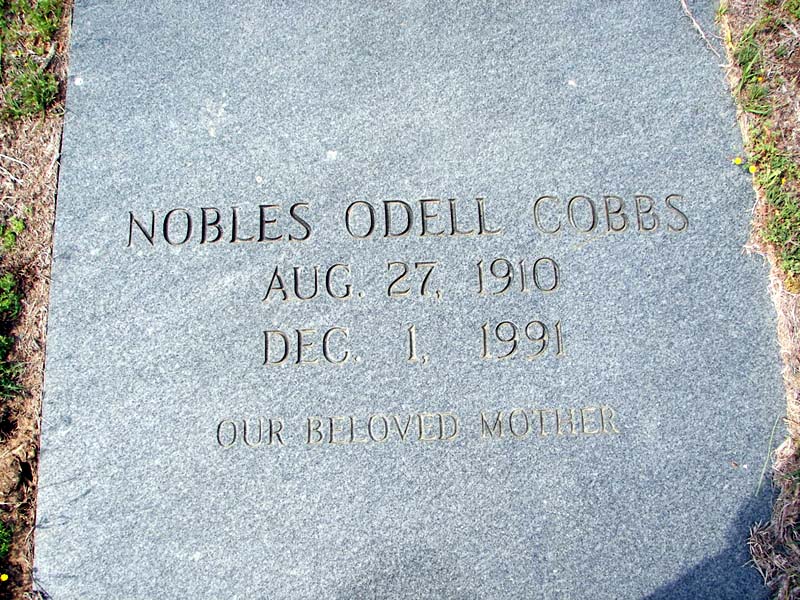 NOBLES ODELL COBBS
AUG. 27, 1910
DEC. 1, 1991
OUR BELOVED MOTHER